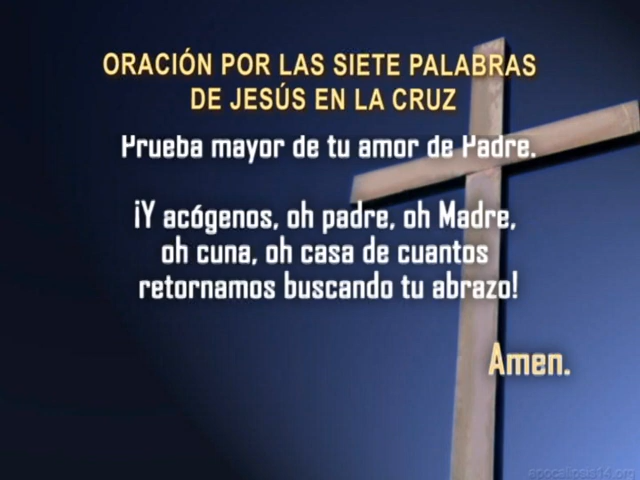 ORACIÓN POR LAS SIETE PALABRAS
DE JESÚS EN LA CRUZ
Prueba mayor de tu amor de Padre.
¡Y acógenos, oh padre, oh Madre,
oh cuna, oh casa de cuantos
retornamos buscando tu abrazo!
Amen.
apocalipsis14.org